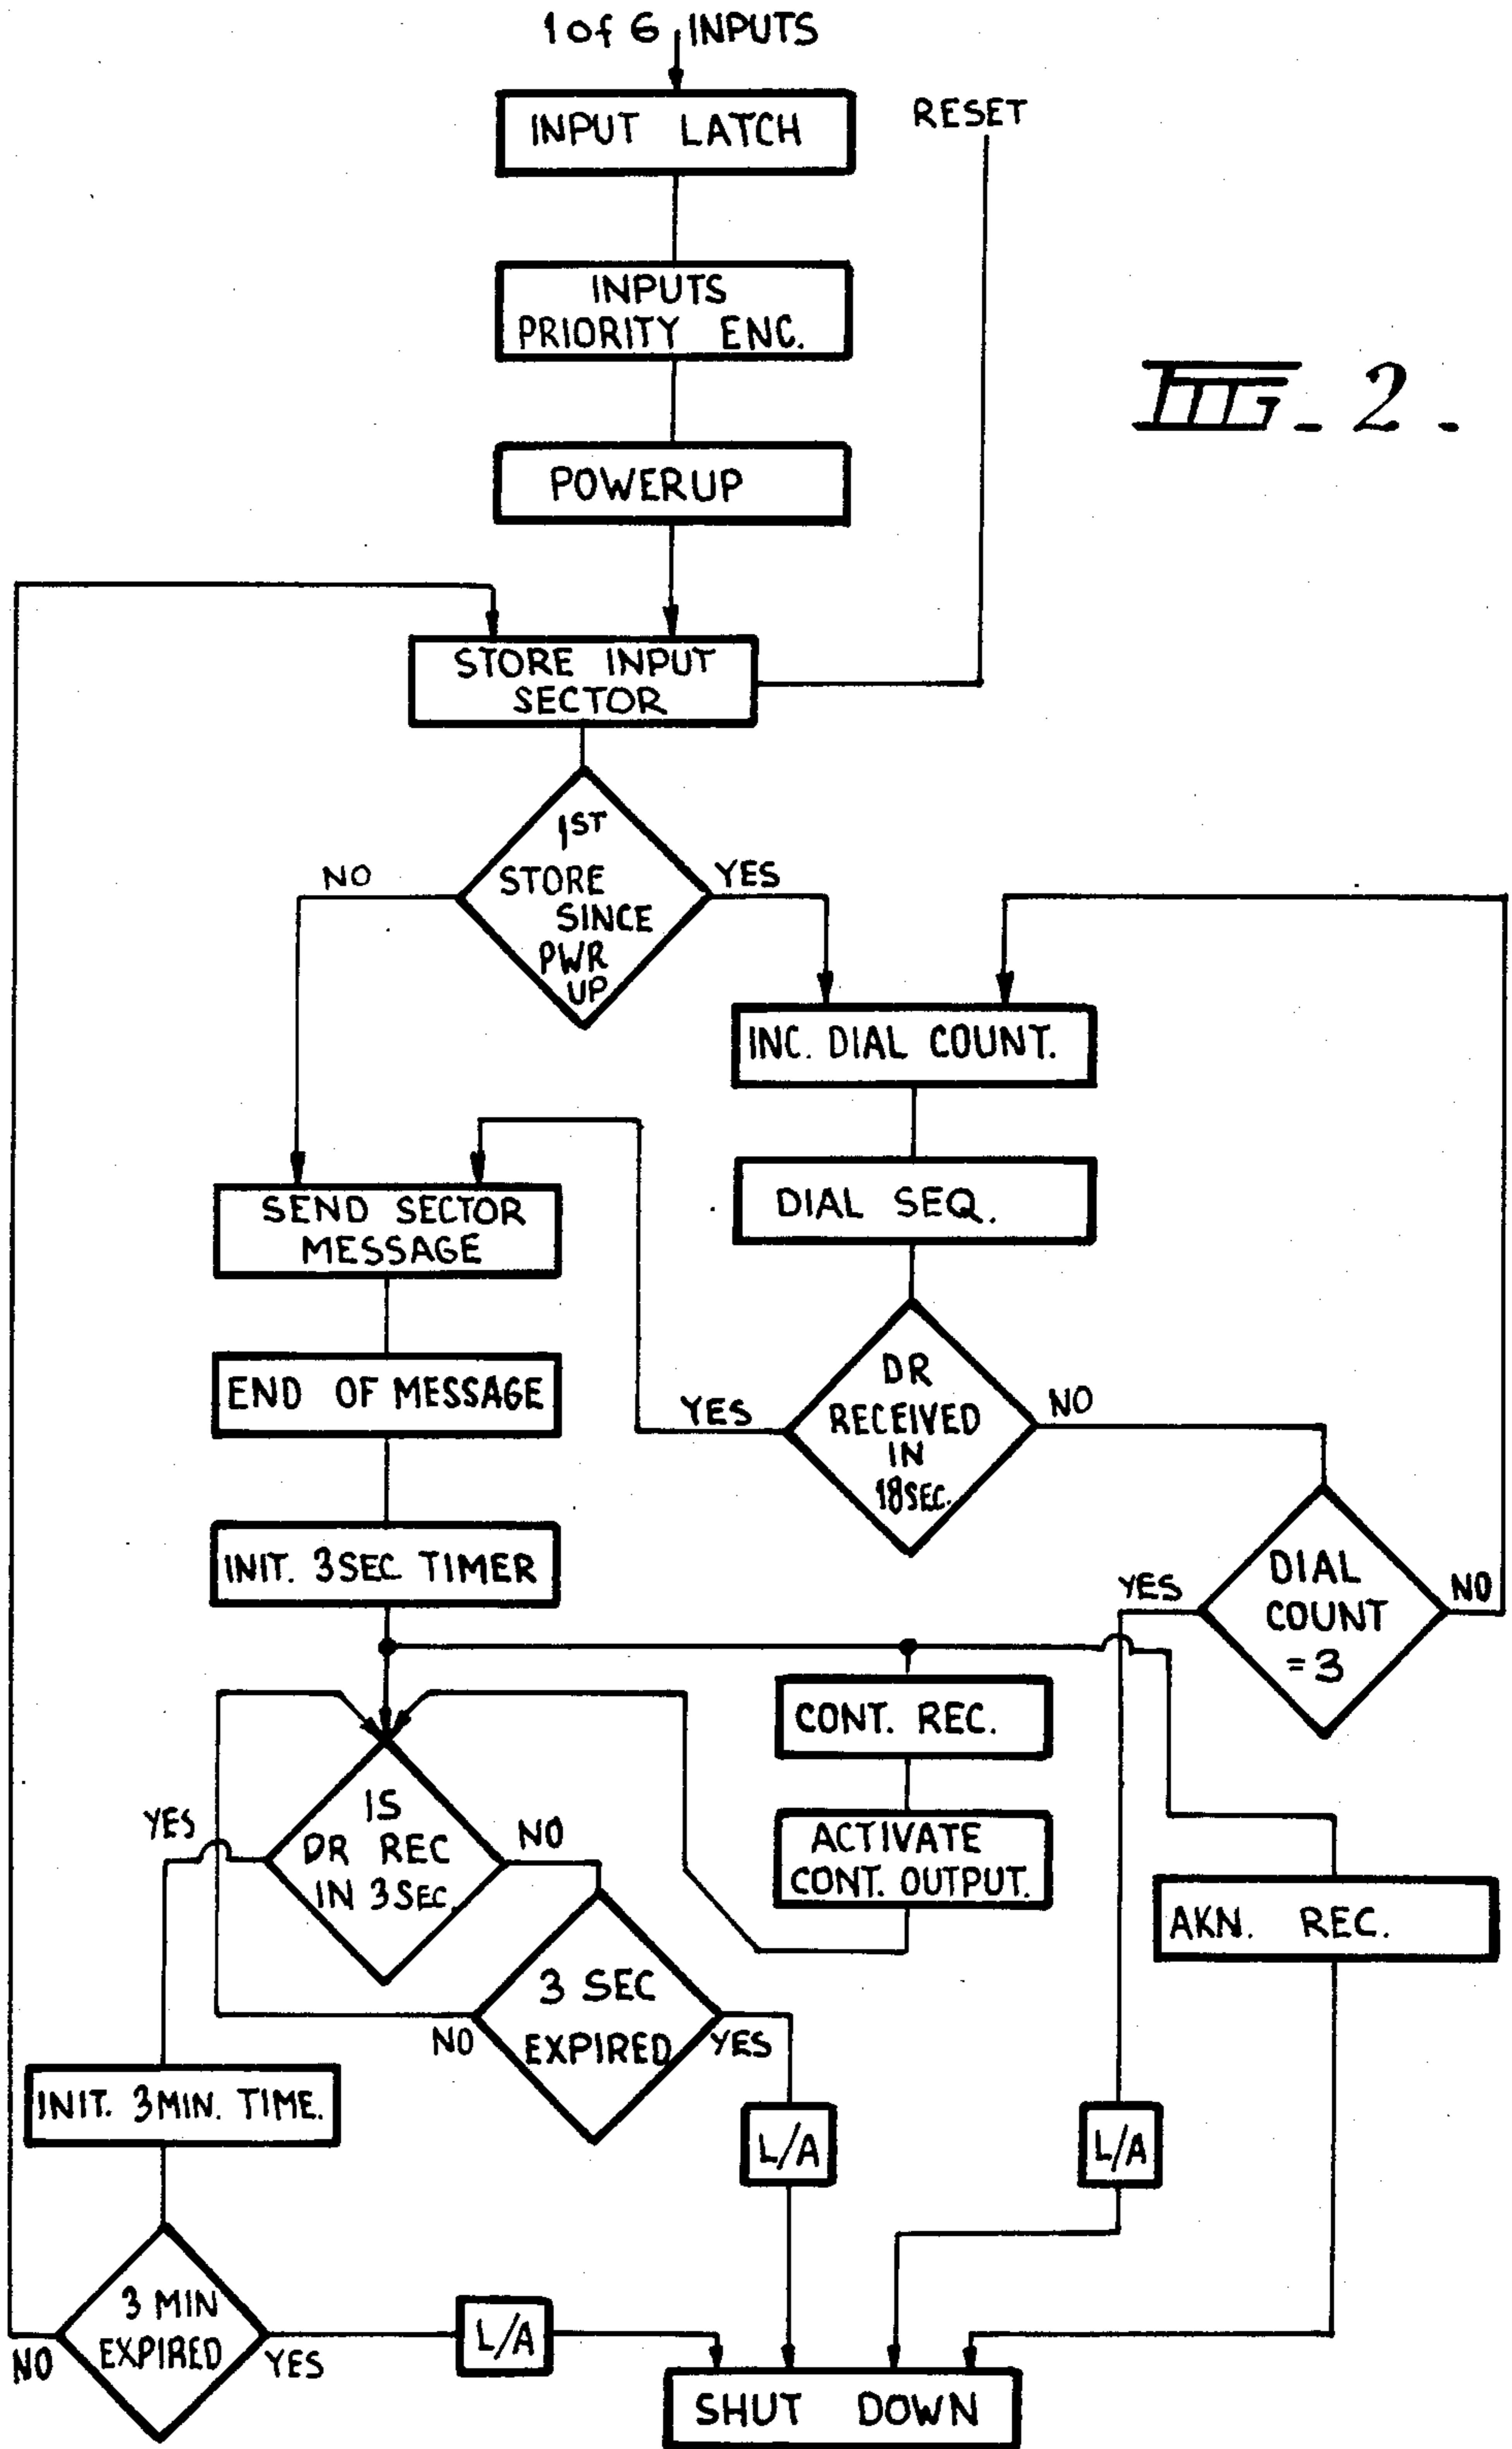 1 of 6 INPUTS
INPUT LATCH
RESET
INPUTS
PRIORITY ENC.
FIG-2-
POWERUP
STORE INPUT
SECTOR
1ST
STORE
SINCE
PWR
UP
NO
YES
INC. DIAL COUNT.
SEND SECTOR
MESSAGE
DIAL SEQ.
END OF MESSAGE
DR
RECEIVED
IN
18SEC.
YES
NO
INIT. 3SEC TIMER
DIAL
COUNT
=3
YES
NO
CONT. REC.
IS
DR REC
IN 3SEC.
YES
NO
ACTIVATE
CONT. OUTPUT.
AKN. REC.
3 SEC
EXPIRED
NO
YES
INIT. 3MIN. TIME.
L/A
L/A
3 MIN
EXPIRED
NO
YES
L/A
SHUT DOWN